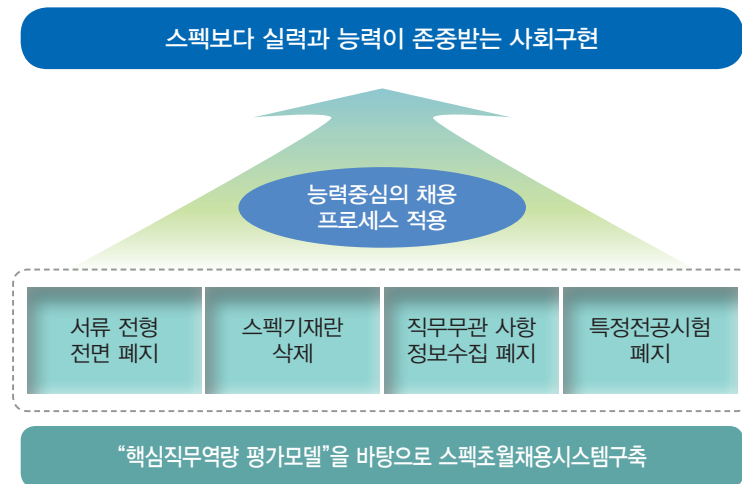 스펙보다 실력과 능력이 존중받는 사회구현
능력중심의 채용
프로세스 적용
서류 전형
전면 폐지
스펙기재란
삭제
직무무관 사항
정보수집 폐지
특정전공시험
폐지
“핵심직무역량 평가모델”을 바탕으로 스펙초월채용시스템구축